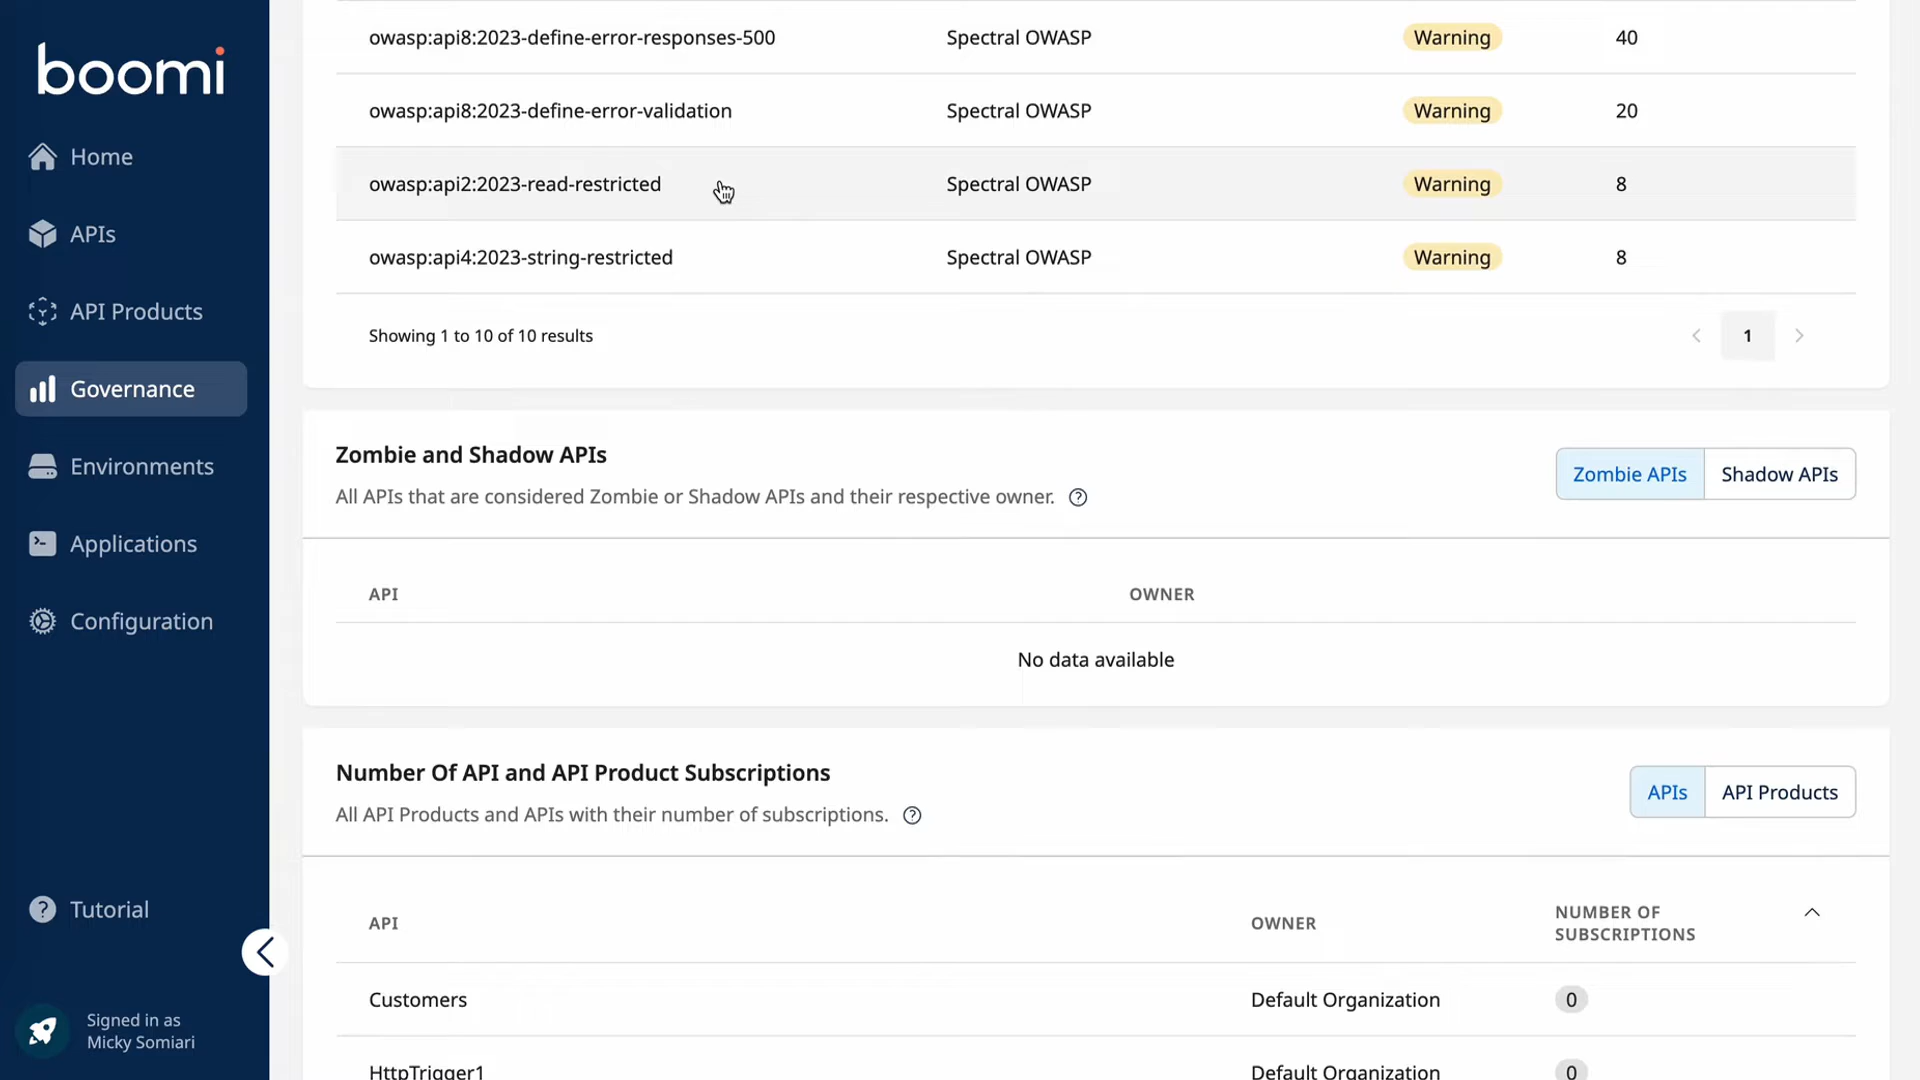 boomi
Home
APIs
API Products
Governance
Environments
Applications
Configuration
Tutorial
Signed in as
Micky Somiari
owasp:api8:2023-define-error-responses-500 Spectral OWASP Warning 40
owasp:api8:2023-define-error-validation Spectral OWASP Warning 20
owasp:api2:2023-read-restricted Spectral OWASP Warning 8
owasp:api4:2023-string-restricted Spectral OWASP Warning 8
Showing 1 to 10 of 10 results 1
Zombie and Shadow APIs
All APIs that are considered Zombie or Shadow APIs and their respective owner.
Zombie APIs Shadow APIs
API OWNER
No data available
Number Of API and API Product Subscriptions
All API Products and APIs with their number of subscriptions.
APIs API Products
API OWNER NUMBER OF
SUBSCRIPTIONS
Customers Default Organization 0
HttpTrigger1 Default Organization 0